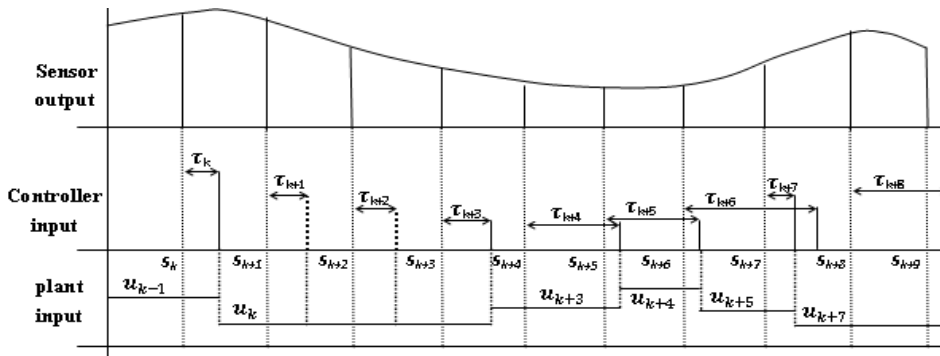 Sensor
output
τk τk+1 τk+2 τk+3 τk+4 τk+5 τk+6 τk+7 τk+8
Controller
input
sk sk+1 sk+2 sk+3 sk+4 sk+5 sk+6 sk+7 sk+8 sk+9
plant
input
uk−1 uk uk+3 uk+4 uk+5 uk+7